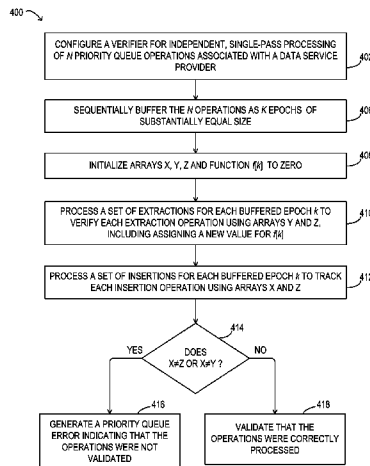 400
CONFIGURE A VERIFIER FOR INDEPENDENT, SINGLE-PASS PROCESSING
OF N PRIORITY QUEUE OPERATIONS ASSOCIATED WITH A DATA SERVICE
PROVIDER
402
SEQUENTIALLY BUFFER THE N OPERATIONS AS K EPOCHS OF
SUBSTANTIALLY EQUAL SIZE
406
INITIALIZE ARRAYS X, Y, Z AND FUNCTION f[k] TO ZERO
408
PROCESS A SET OF EXTRACTIONS FOR EACH BUFFERED EPOCH k TO
VERIFY EACH EXTRACTION OPERATION USING ARRAYS Y AND Z,
INCLUDING ASSIGNING A NEW VALUE FOR f[k]
410
PROCESS A SET OF INSERTIONS FOR EACH BUFFERED EPOCH k TO TRACK
EACH INSERTION OPERATION USING ARRAYS X AND Z
412
414
YES
DOES
X≠Z OR X≠Y ?
NO
416
GENERATE A PRIORITY QUEUE
ERROR INDICATING THAT THE
OPERATIONS WERE NOT
VALIDATED
418
VALIDATE THAT THE
OPERATIONS WERE CORRECTLY
PROCESSED